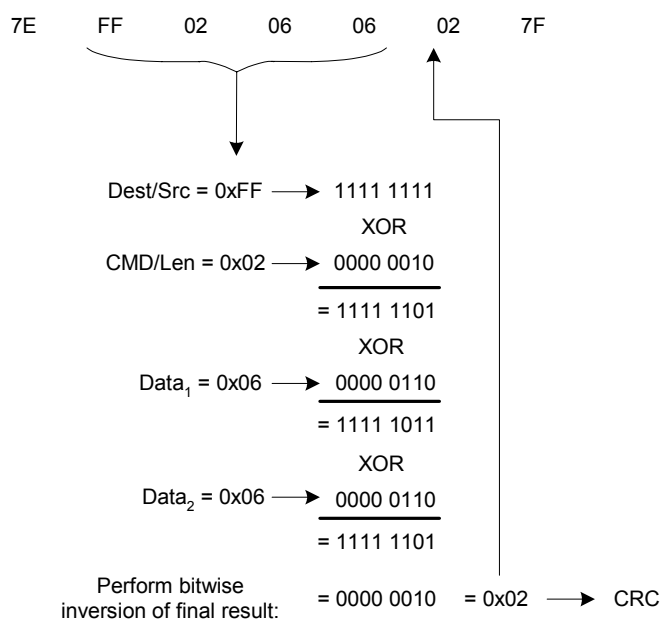 7E FF 02 06 06 02 7F
Dest/Src = 0xFF 1111 1111
XOR
CMD/Len = 0x02 0000 0010
= 1111 1101
XOR
Data₁ = 0x06 0000 0110
= 1111 1011
XOR
Data₂ = 0x06 0000 0110
= 1111 1101
Perform bitwise
inversion of final result: = 0000 0010 = 0x02 CRC